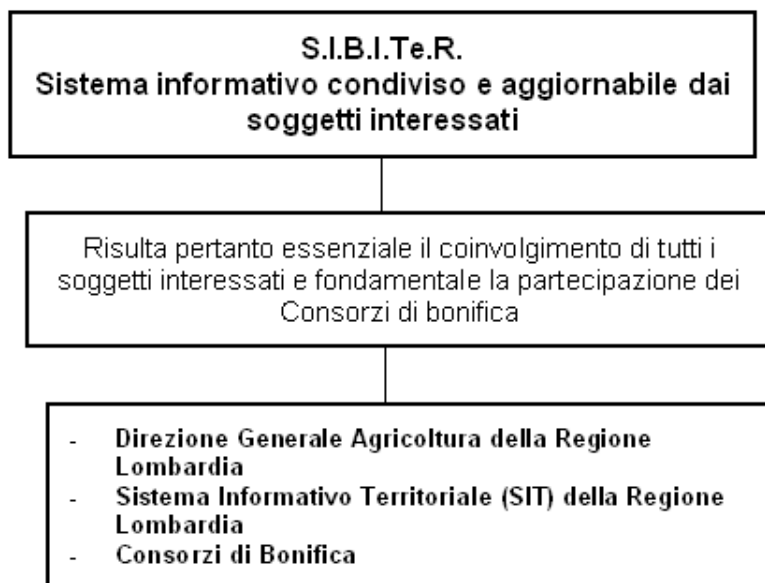 S.I.B.I.Te.R.
Sistema informativo condiviso e aggiornabile dai
soggetti interessati
Risulta pertanto essenziale il coinvolgimento di tutti i
soggetti interessati e fondamentale la partecipazione dei
Consorzi di bonifica
- Direzione Generale Agricoltura della Regione
Lombardia
- Sistema Informativo Territoriale (SIT) della Regione
Lombardia
- Consorzi di Bonifica